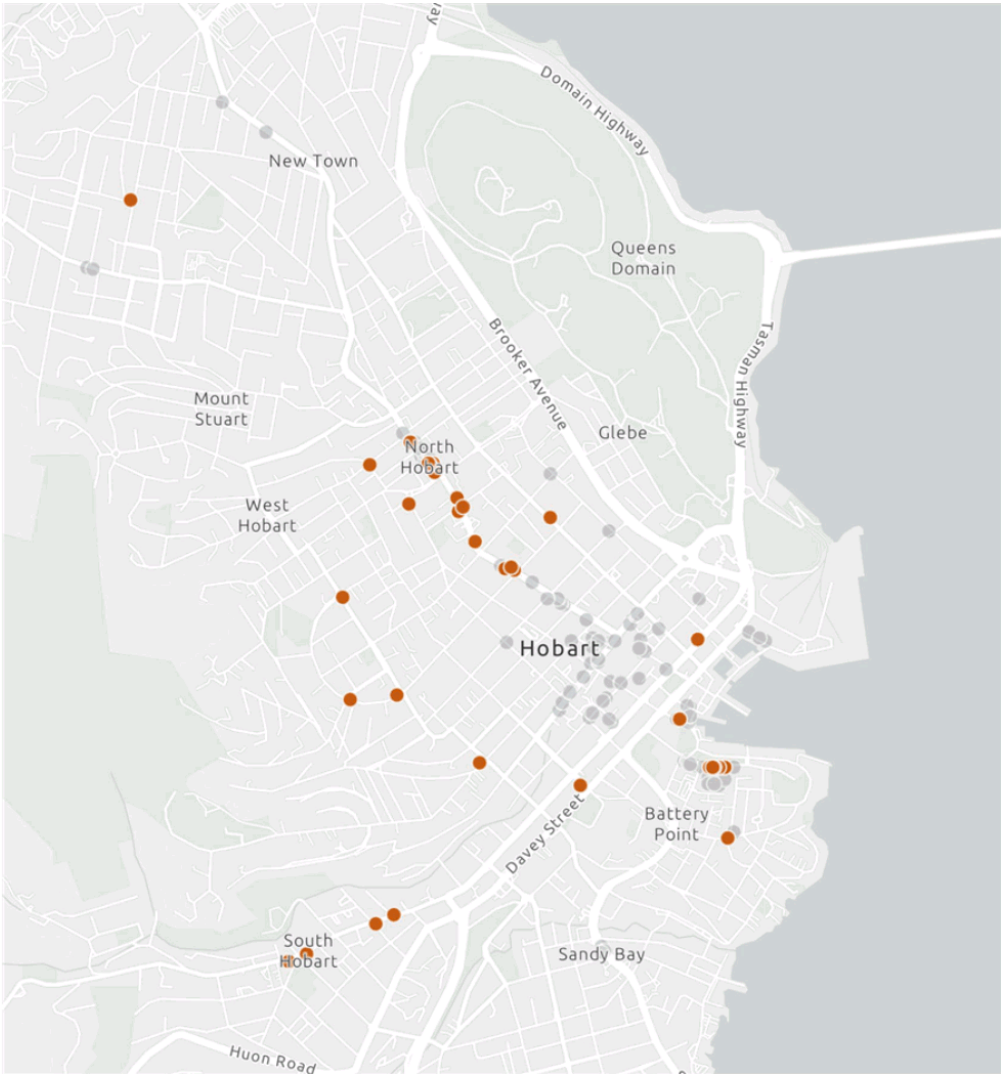 Domain Highway
New Town
Queens
Domain
Brooker Avenue
Tasman Highway
Mount
Stuart
Glebe
North
Hobart
West
Hobart
Hobart
Battery
Point
Davey Street
South
Hobart
Sandy Bay
Huon Road